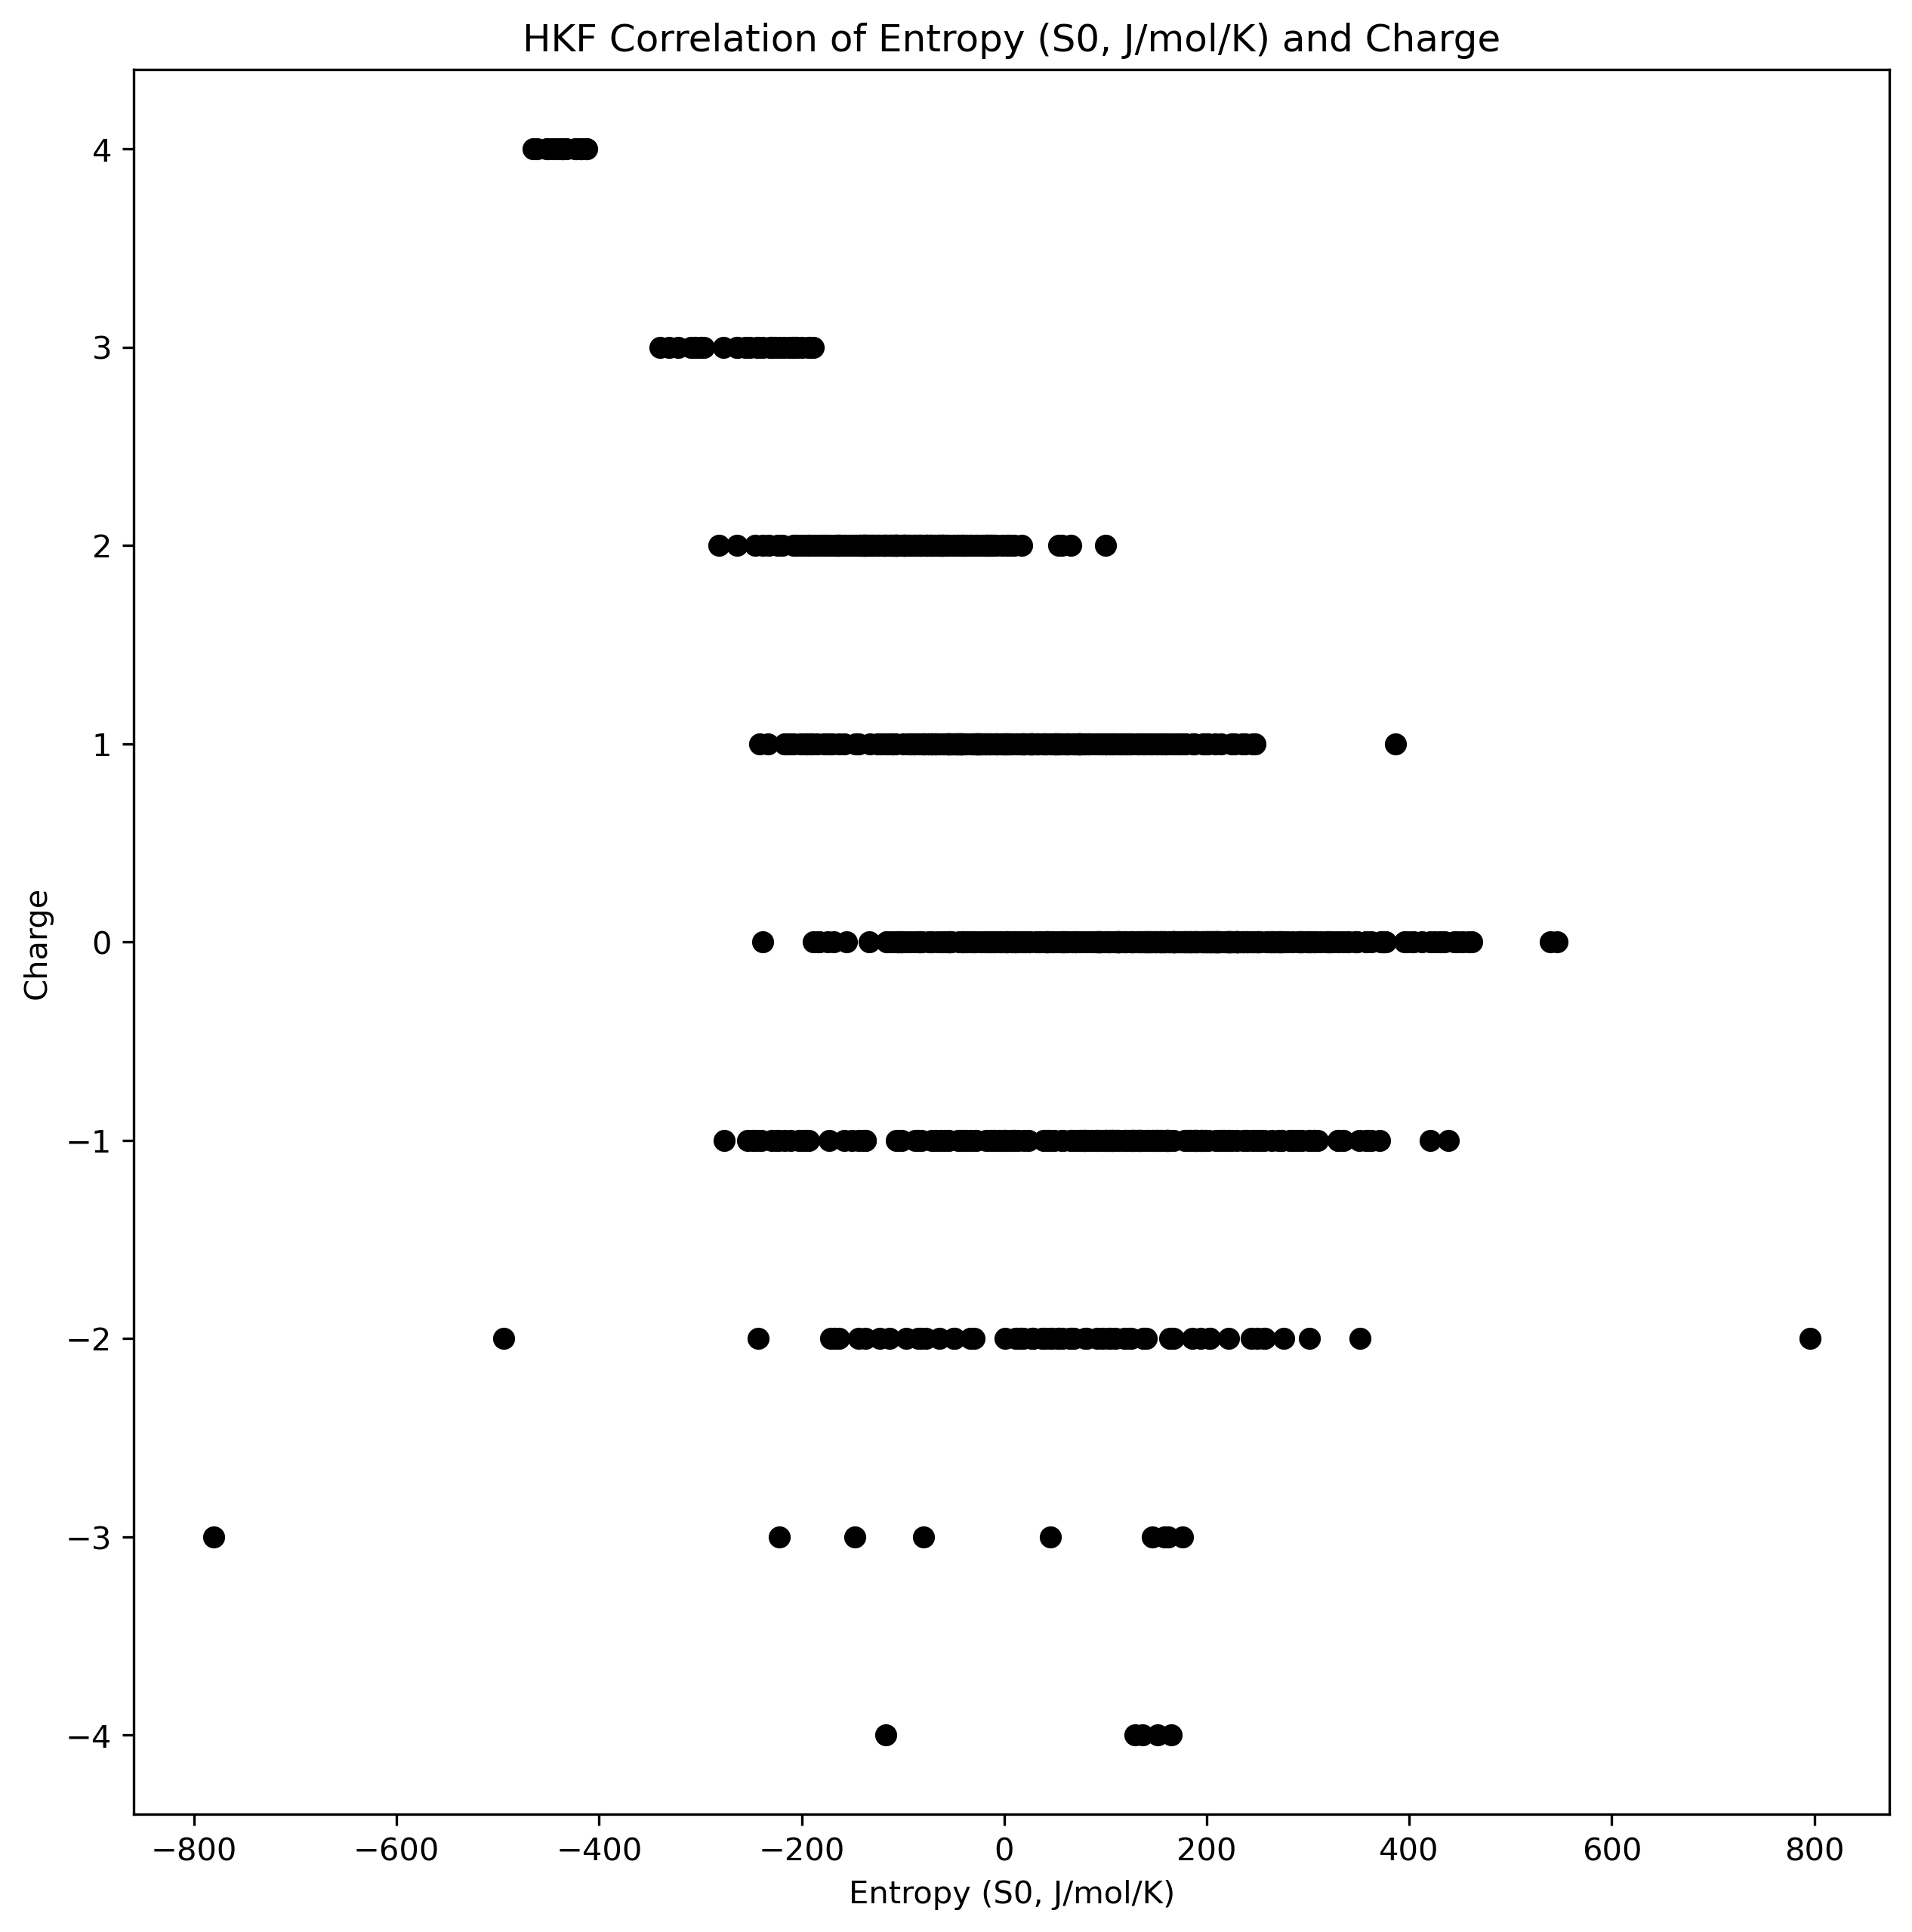 HKF Correlation of Entropy (S0, J/mol/K) and Charge
4
3
2
1
0
−1
−2
−3
−4
Charge
−800 −600 −400 −200 0 200 400 600 800
Entropy (S0, J/mol/K)